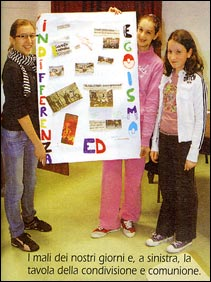 INDIFFERENZA
ED
EGOISMO
I mali dei nostri giorni e, a sinistra, la
tavola della condivisione e comunione.